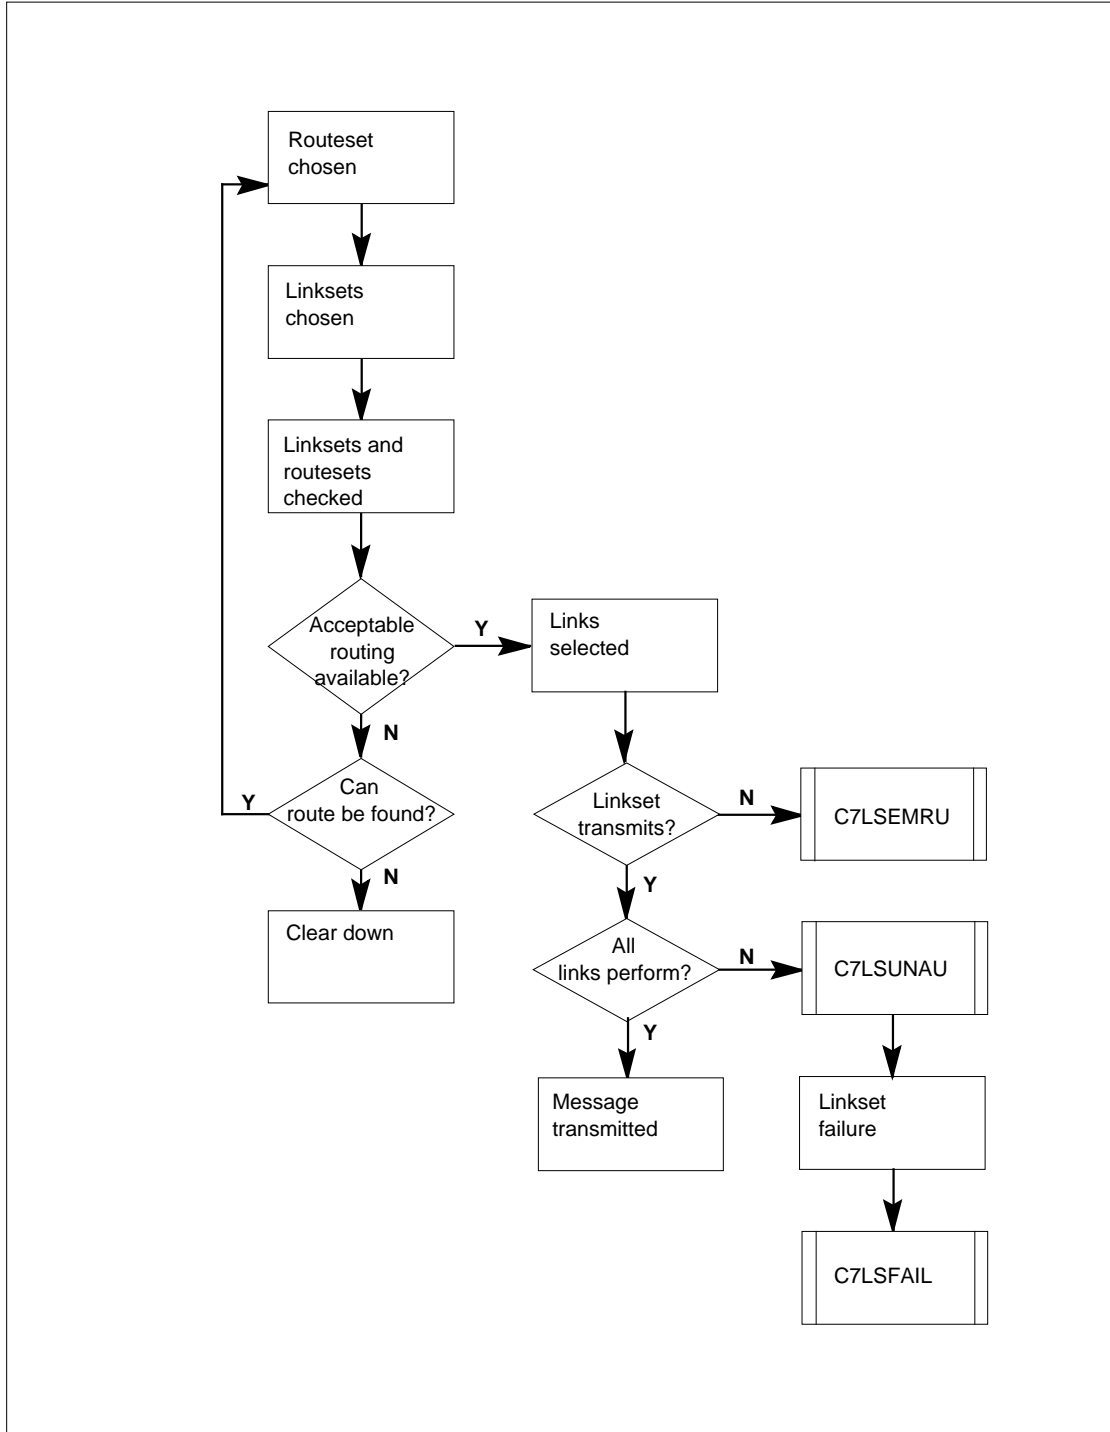 Routeset
chosen
Linksets
chosen
Linksets and
routesets
checked
Acceptable
routing
available?
Y
Links
selected
N
Can
route be found?
Y
N
Clear down
Linkset
transmits?
N
C7LSEMRU
Y
All
links perform?
N
C7LSUNAU
Y
Message
transmitted
Linkset
failure
C7LSFAIL